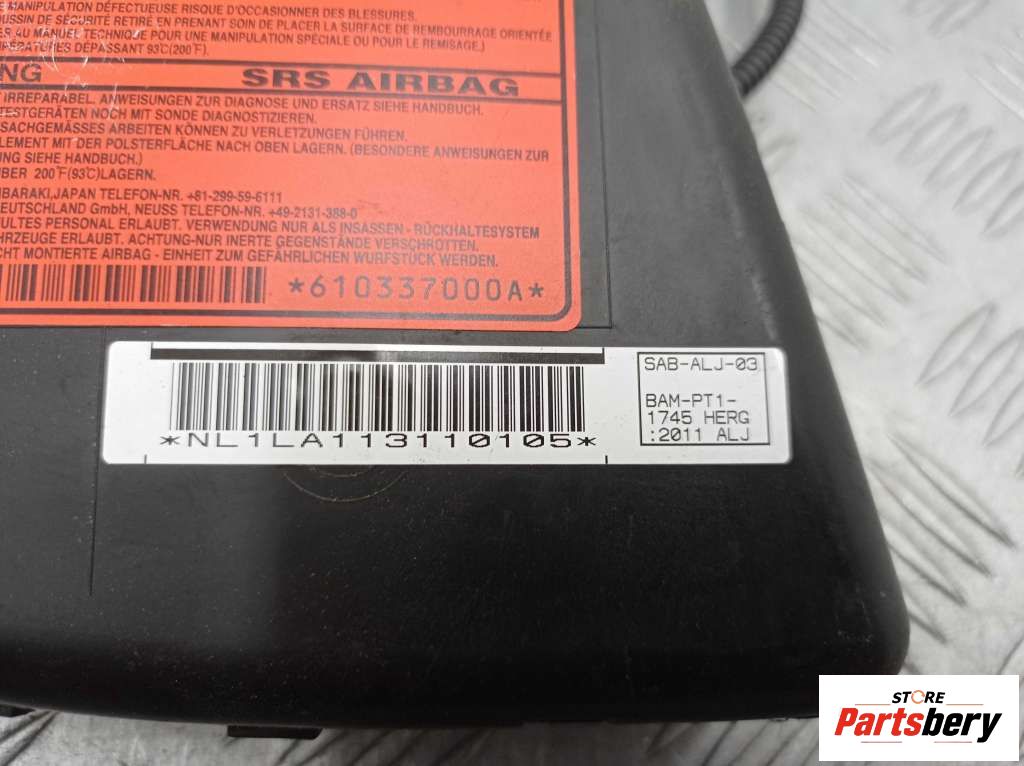 MANIPULATION DÉFECTUEUSE RISQUE D'OCCASIONNER DES BLESSURES.
DE SÉCURITÉ RETIRÉ EN PRENANT SOIN DE PLACER LA SURFACE DE REMBOURRAGE ORIENTÉE
AU MANUEL TECHNIQUE POUR UNE MANIPULATION SPÉCIALE OU POUR LE REMISAGE.)
DÉPASSANT 93℃(200℉).
NG SRS AIRBAG
IRREPARABEL. ANWEISUNGEN ZUR DIAGNOSE UND ERSATZ SIEHE HANDBUCH.
TESTGERÄTEN NOCH MIT SONDE DIAGNOSTIZIEREN.
SACHGEMÄSSES ARBEITEN KÖNNEN ZU VERLETZUNGEN FÜHREN.
LEMENT MIT DER POLSTERFLÄCHE NACH OBEN LAGERN. (BESONDERE ANWEISUNGEN ZUR
UNG SIEHE HANDBUCH.)
BER 200℉(93℃)LAGERN.
BARAKI,JAPAN TELEFON-NR. +81-299-59-6111
DEUTSCHLAND GmbH, NEUSS TELEFON-NR. +49-2131-388-0
ULTES PERSONAL ERLAUBT. VERWENDUNG NUR ALS INSASSEN - RÜCKHALTESYSTEM
HRZEUGE ERLAUBT. ACHTUNG-NUR INERTE GEGENSTÄNDE VERSCHROTTEN.
CHT MONTIERTE AIRBAG - EINHEIT ZUM GEFÄHRLICHEN WURFSTÜCK WERDEN.
*610337000A*
SAB-ALJ-03
BAM-PT1-
1745 HERG
:2011 ALJ
*NL1LA113110105*
STORE
Partsbery